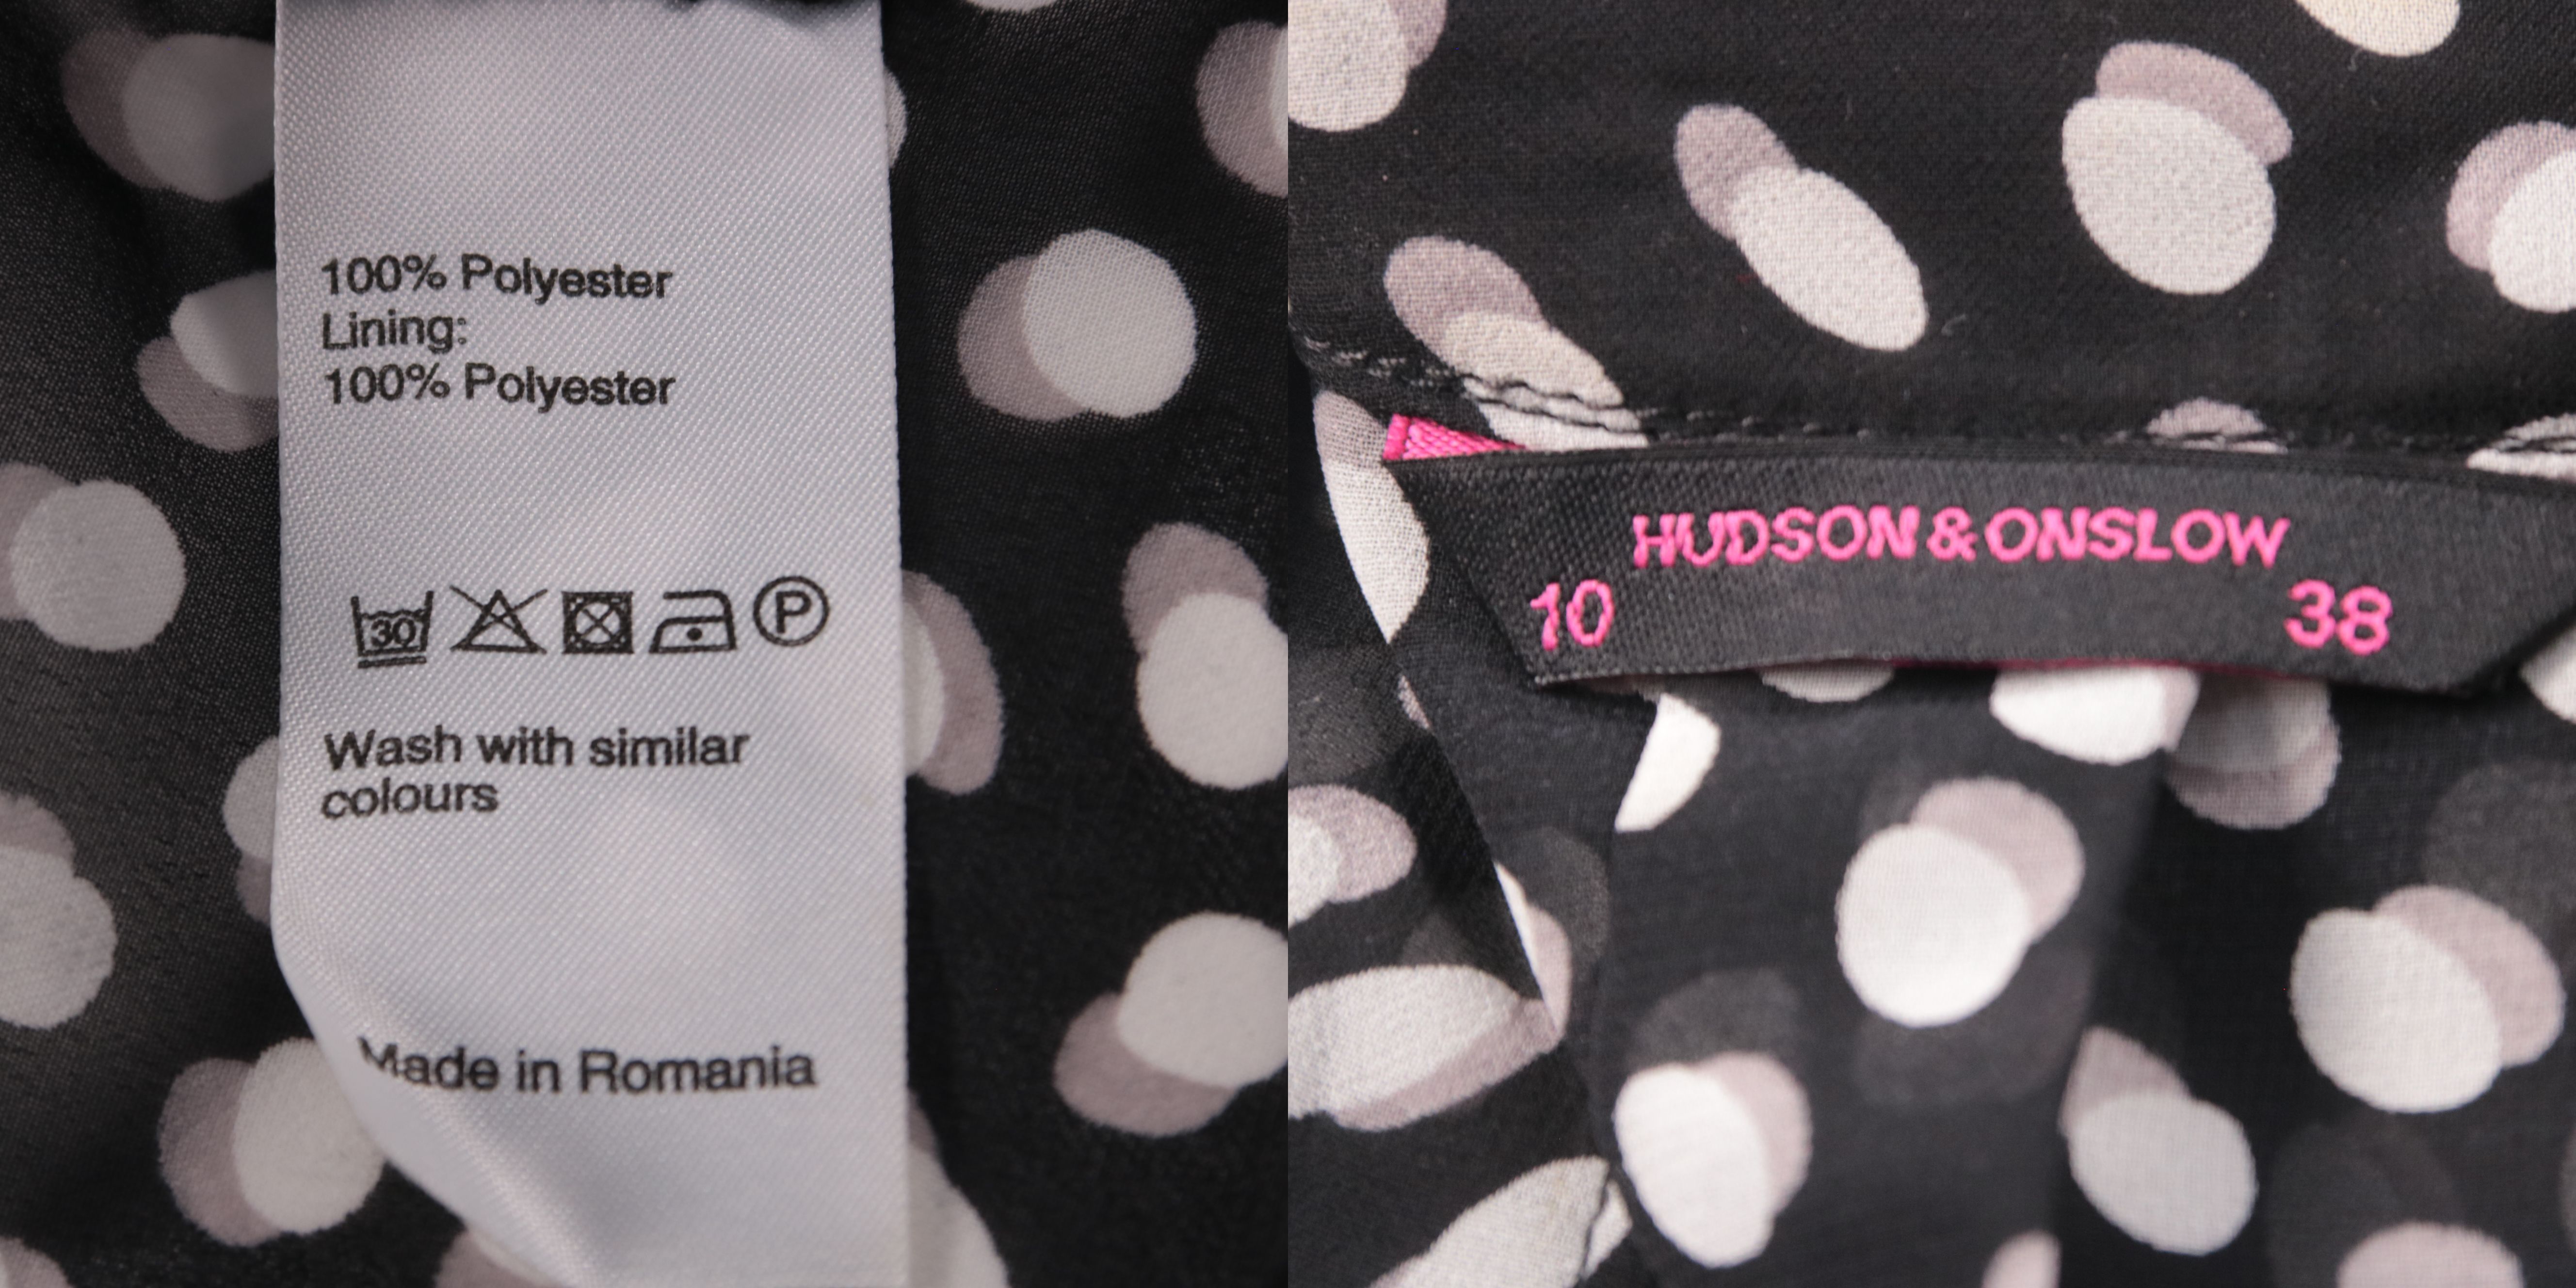 100% Polyester
Lining:
100% Polyester
30 P
Wash with similar
colours
Made in Romania
HUDSON & ONSLOW
10 38